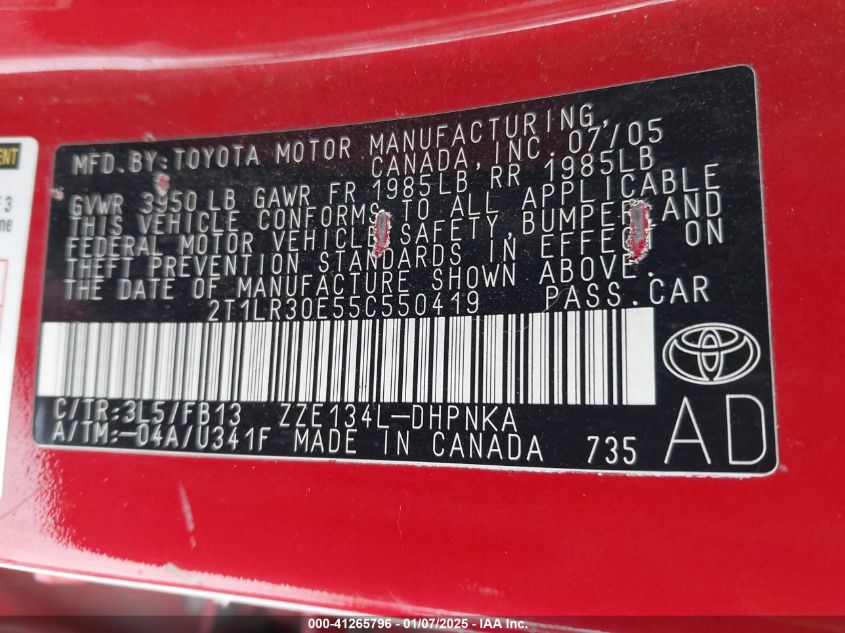 ENT
E 3
ne
MFD. BY: TOYOTA MOTOR MANUFACTURING,
CANADA, INC. 07/05
GVWR 3950 LB GAWR FR 1985LB RR 1985LB
THIS VEHICLE CONFORMS TO ALL APPLICABLE
FEDERAL MOTOR VEHICLE SAFETY, BUMPER AND
THEFT PREVENTION STANDARDS IN EFFECT ON
THE DATE OF MANUFACTURE SHOWN ABOVE.
2T1LR30E55C550419 PASS.CAR
C/TR:3L5/FB13 ZZE134L-DHPNKA
A/TM:-04A/U341F MADE IN CANADA 735 AD
000-41265796 - 01/07/2025 - IAA Inc.